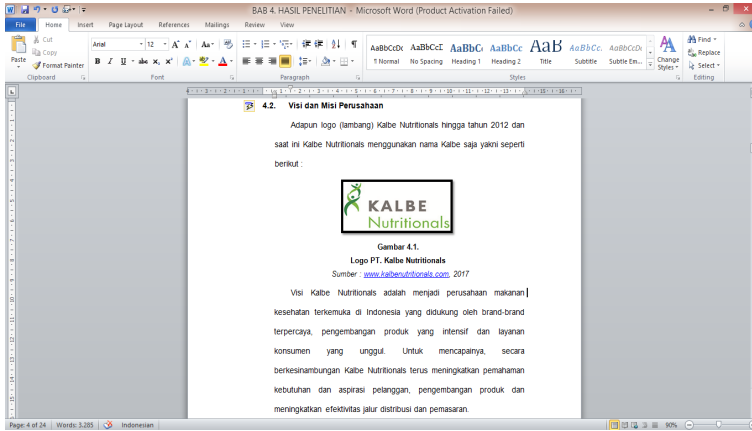 BAB 4. HASIL PENELITIAN - Microsoft Word (Product Activation Failed)
File Home Insert Page Layout References Mailings Review View
Cut
Copy
Format Painter
Paste
Clipboard
Arial 12
Font
Paragraph
AaBbCcDc AaBbCcDc AaBbCc AaBbCc AaB AaBbCc. AaBbCcDc
¶ Normal No Spacing Heading 1 Heading 2 Title Subtitle Subtle Em...
Styles
Change Styles
Find
Replace
Select
Editing
4.2. Visi dan Misi Perusahaan
Adapun logo (lambang) Kalbe Nutritionals hingga tahun 2012 dan
saat ini Kalbe Nutritionals menggunakan nama Kalbe saja yakni seperti
berikut :
KALBE
Nutritionals
Gambar 4.1.
Logo PT. Kalbe Nutritionals
Sumber : www.kalbenutritionals.com, 2017
Visi Kalbe Nutritionals adalah menjadi perusahaan makanan
kesehatan terkemuka di Indonesia yang didukung oleh brand-brand
terpercaya, pengembangan produk yang intensif dan layanan
konsumen yang unggul. Untuk mencapainya, secara
berkesinambungan Kalbe Nutritionals terus meningkatkan pemahaman
kebutuhan dan aspirasi pelanggan, pengembangan produk dan
meningkatkan efektivitas jalur distribusi dan pemasaran.
Page: 4 of 24 Words: 3.285 Indonesian 90%